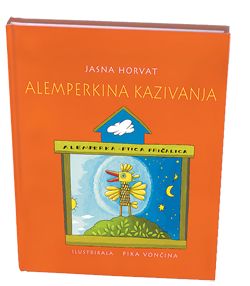 JASNA HORVAT
ALEMPERKINA KAZIVANJA
ALEMPERKA-PTICA PRIČALICA
ILUSTRIRALA PIKA VONČINA